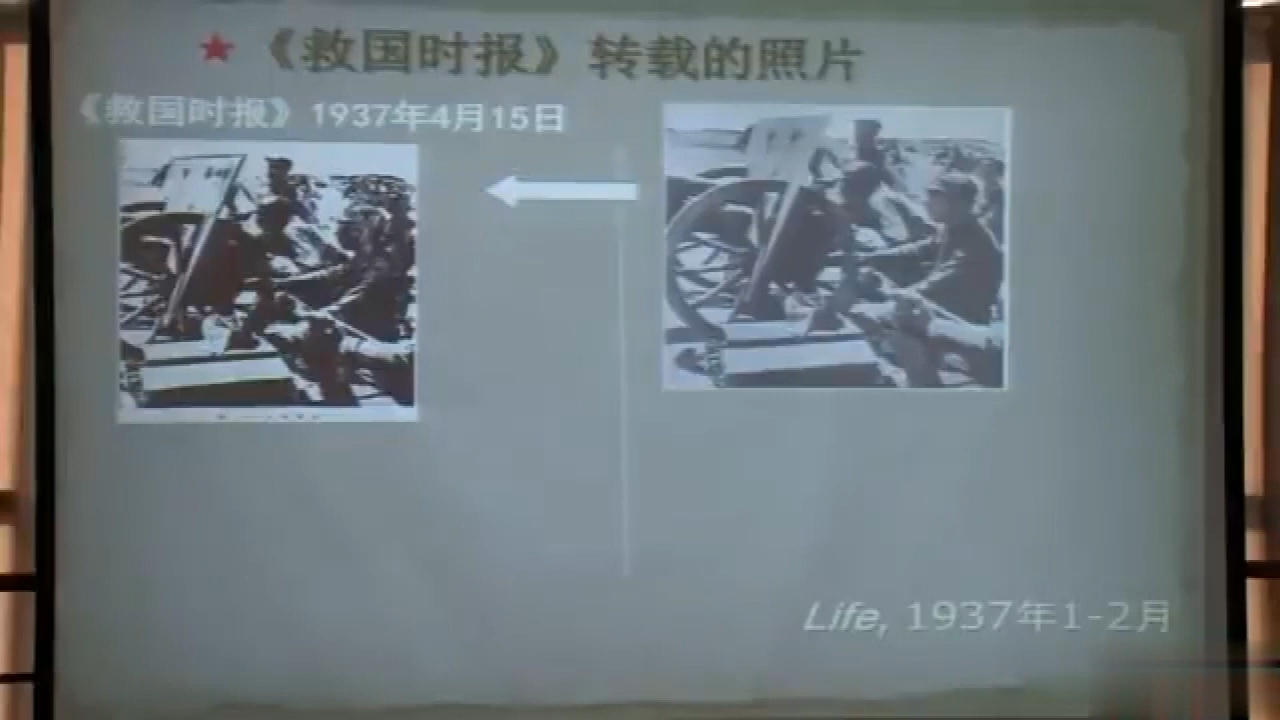 ★《救国时报》转载的照片
《救国时报》1937年4月15日
Life, 1937年1-2月